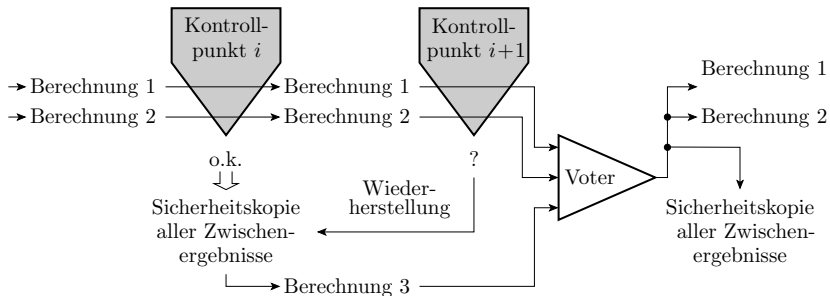 Kontroll-
punkt i
Kontroll-
punkt i+1
Berechnung 1
Berechnung 1
Berechnung 1
Berechnung 2
Berechnung 2
Berechnung 2
o.k.
?
Voter
Wieder-
herstellung
Sicherheitskopie
aller Zwischen-
ergebnisse
Sicherheitskopie
aller Zwischen-
ergebnisse
Berechnung 3